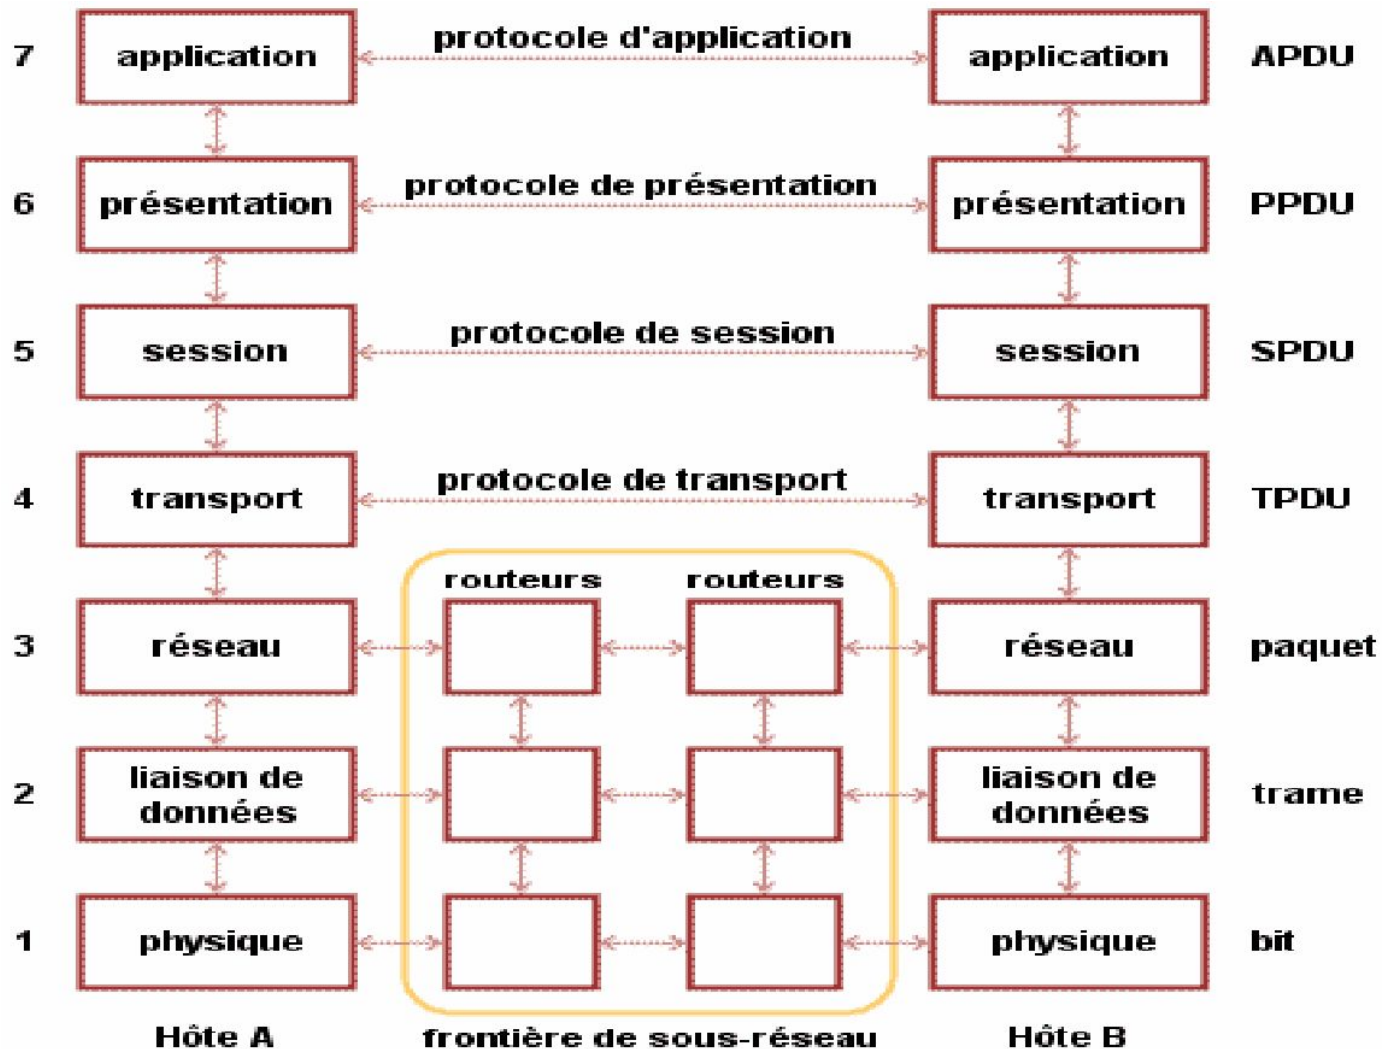 7 application protocole d'application application APDU
6 présentation protocole de présentation présentation PPDU
5 session protocole de session session SPDU
4 transport protocole de transport transport TPDU
routeurs routeurs
3 réseau réseau paquet
2 liaison de données liaison de données trame
1 physique physique bit
Hôte A frontière de sous-réseau Hôte B